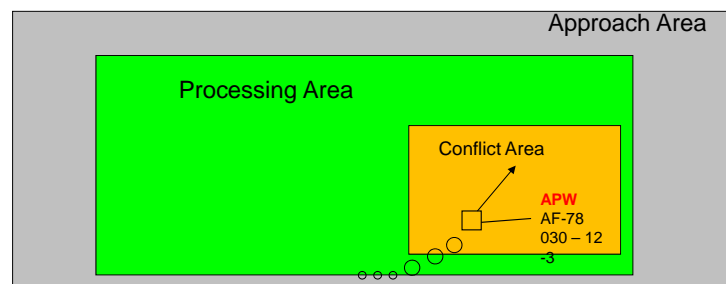 Approach Area
Processing Area
Conflict Area
APW
AF-78
030 – 12
-3